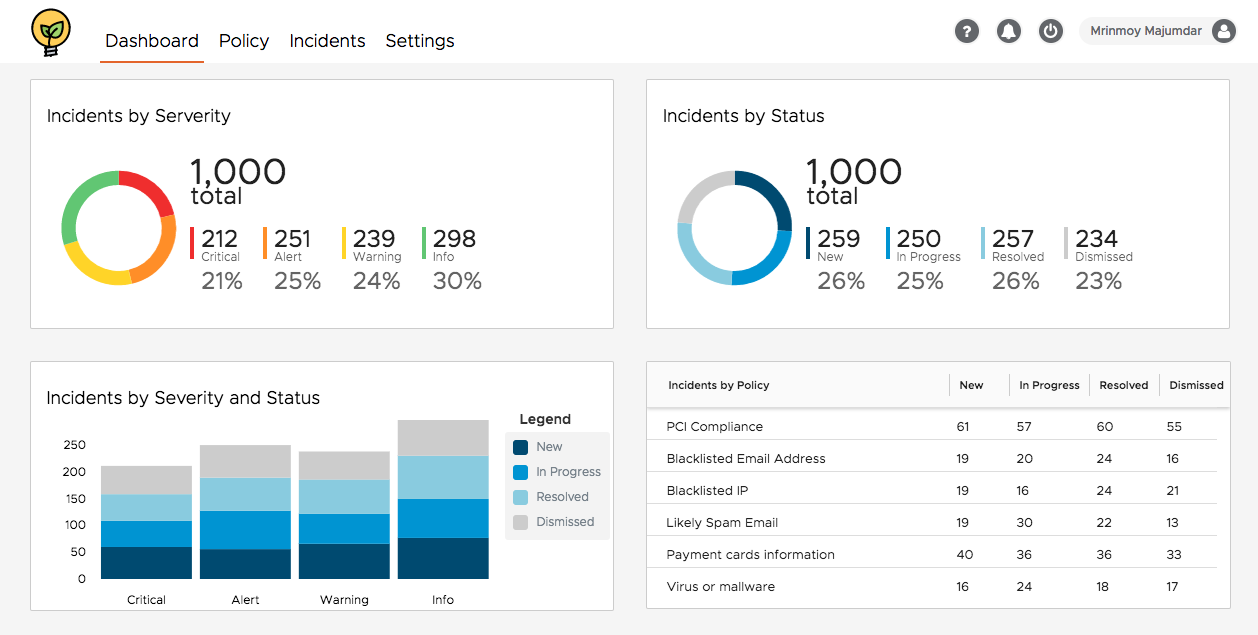 Dashboard Policy Incidents Settings
? Mrinmoy Majumdar
Incidents by Serverity
1,000
total
212 251 239 298
Critical Alert Warning Info
21% 25% 24% 30%
Incidents by Status
1,000
total
259 250 257 234
New In Progress Resolved Dismissed
26% 25% 26% 23%
Incidents by Severity and Status
250
200
150
100
50
0
Critical Alert Warning Info
Legend
New
In Progress
Resolved
Dismissed
Incidents by Policy New In Progress Resolved Dismissed
PCI Compliance 61 57 60 55
Blacklisted Email Address 19 20 24 16
Blacklisted IP 19 16 24 21
Likely Spam Email 19 30 22 13
Payment cards information 40 36 36 33
Virus or mallware 16 24 18 17